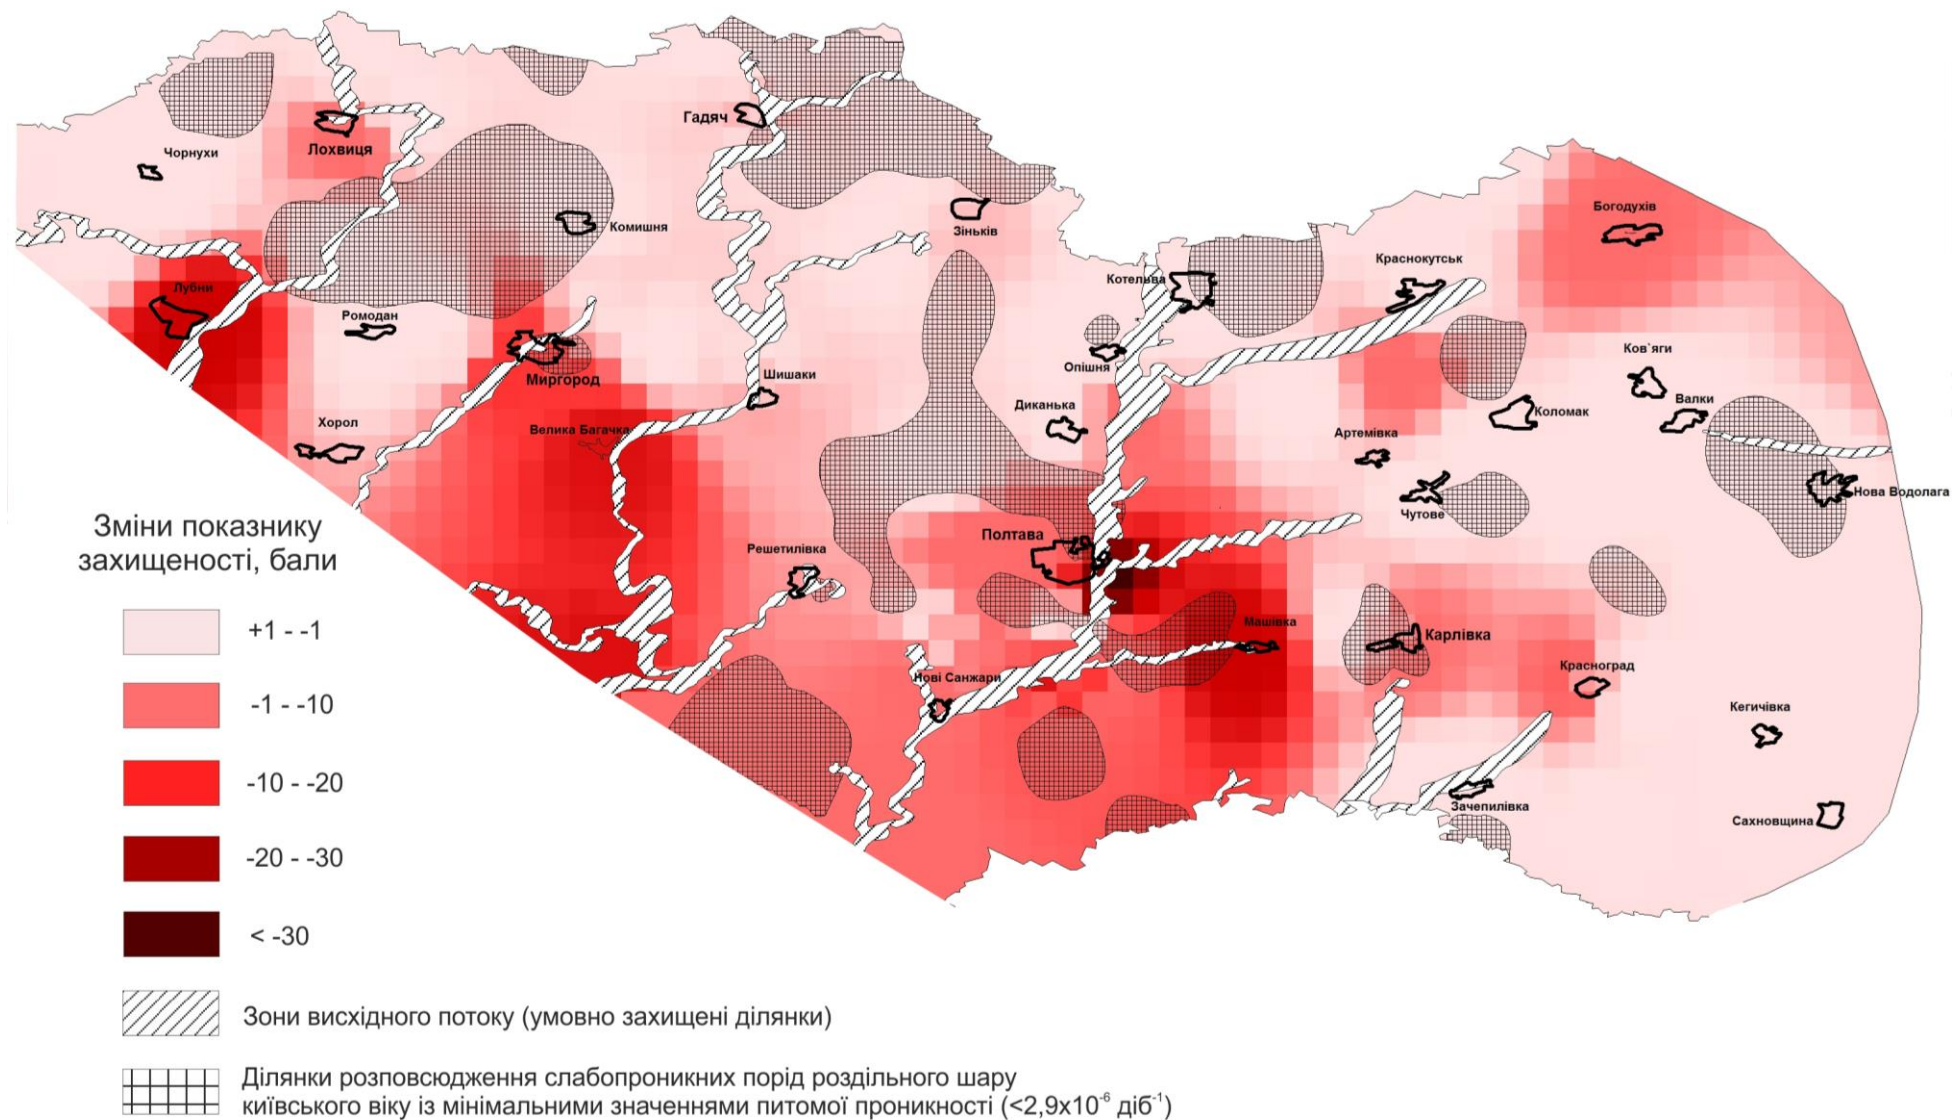 Гадяч
Лохвиця
Чорнухи
Комишня
Зіньків
Богодухів
Котельва
Краснокутськ
Лубни
Ромодан
Миргород
Шишаки
Опішня
Ков`яги
Валки
Диканька
Коломак
Хорол
Велика Багачка
Артемівка
Нова Водолага
Чутове
Полтава
Решетилівка
Машівка
Карлівка
Красноград
Нові Санжари
Кегичівка
Зачепилівка
Сахновщина
Зміни показнику
захищеності, бали
+1 - -1
-1 - -10
-10 - -20
-20 - -30
< -30
Зони висхідного потоку (умовно захищені ділянки)
Ділянки розповсюдження слабопроникних порід роздільного шару
київського віку із мінімальними значеннями питомої проникності (<2,9x10⁻⁶ діб⁻¹)